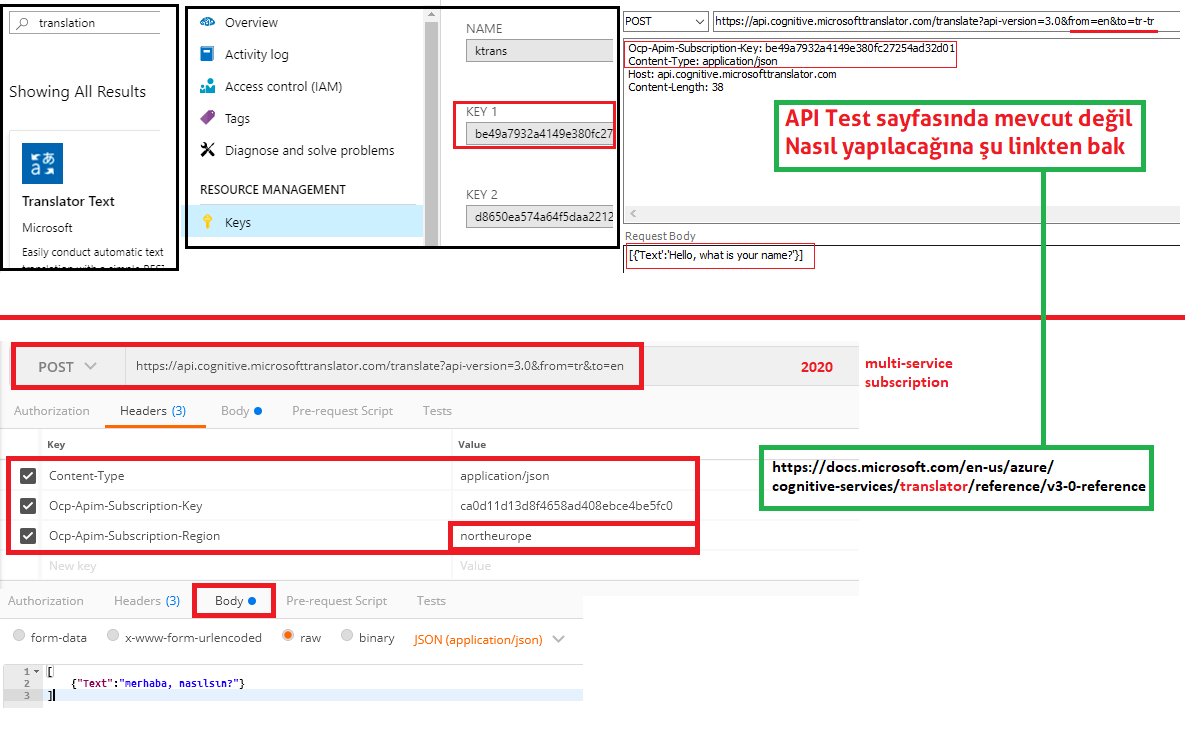 translation
Showing All Results
Translator Text
Microsoft
Easily conduct automatic text
translation with a simple REST
Overview
Activity log
Access control (IAM)
Tags
Diagnose and solve problems
RESOURCE MANAGEMENT
Keys
NAME
ktrans
KEY 1
be49a7932a4149e380fc27
KEY 2
d8650ea574a64f5daa2212
POST
https://api.cognitive.microsofttranslator.com/translate?api-version=3.0&from=en&to=tr-tr
Ocp-Apim-Subscription-Key: be49a7932a4149e380fc27254ad32d01
Content-Type: application/json
Host: api.cognitive.microsofttranslator.com
Content-Length: 38
API Test sayfasında mevcut değil
Nasıl yapılacağına şu linkten bak
Request Body
[{'Text':'Hello, what is your name?'}]
POST
https://api.cognitive.microsofttranslator.com/translate?api-version=3.0&from=tr&to=en
2020
multi-service
subscription
Authorization
Headers (3)
Body
Pre-request Script
Tests
Key Value
Content-Type application/json
Ocp-Apim-Subscription-Key ca0d11d13d8f4658ad408ebce4be5fc0
Ocp-Apim-Subscription-Region northeurope
New key Value
https://docs.microsoft.com/en-us/azure/
cognitive-services/translator/reference/v3-0-reference
Authorization
Headers (3)
Body
Pre-request Script
Tests
form-data
x-www-form-urlencoded
raw
binary
JSON (application/json)
1 [
2 {"Text":"merhaba, nasılsın?"}
3 ]